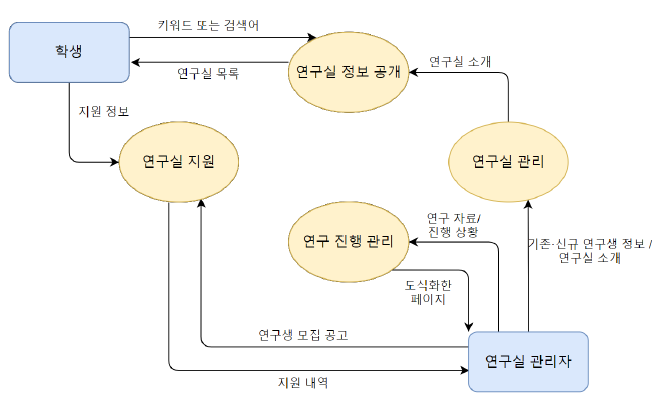 키워드 또는 검색어
학생
연구실 정보 공개
연구실 소개
연구실 목록
지원 정보
연구실 지원
연구실 관리
연구 자료/
진행 상황
연구 진행 관리
기존·신규 연구생 정보 /
연구실 소개
도식화한
페이지
연구생 모집 공고
연구실 관리자
지원 내역